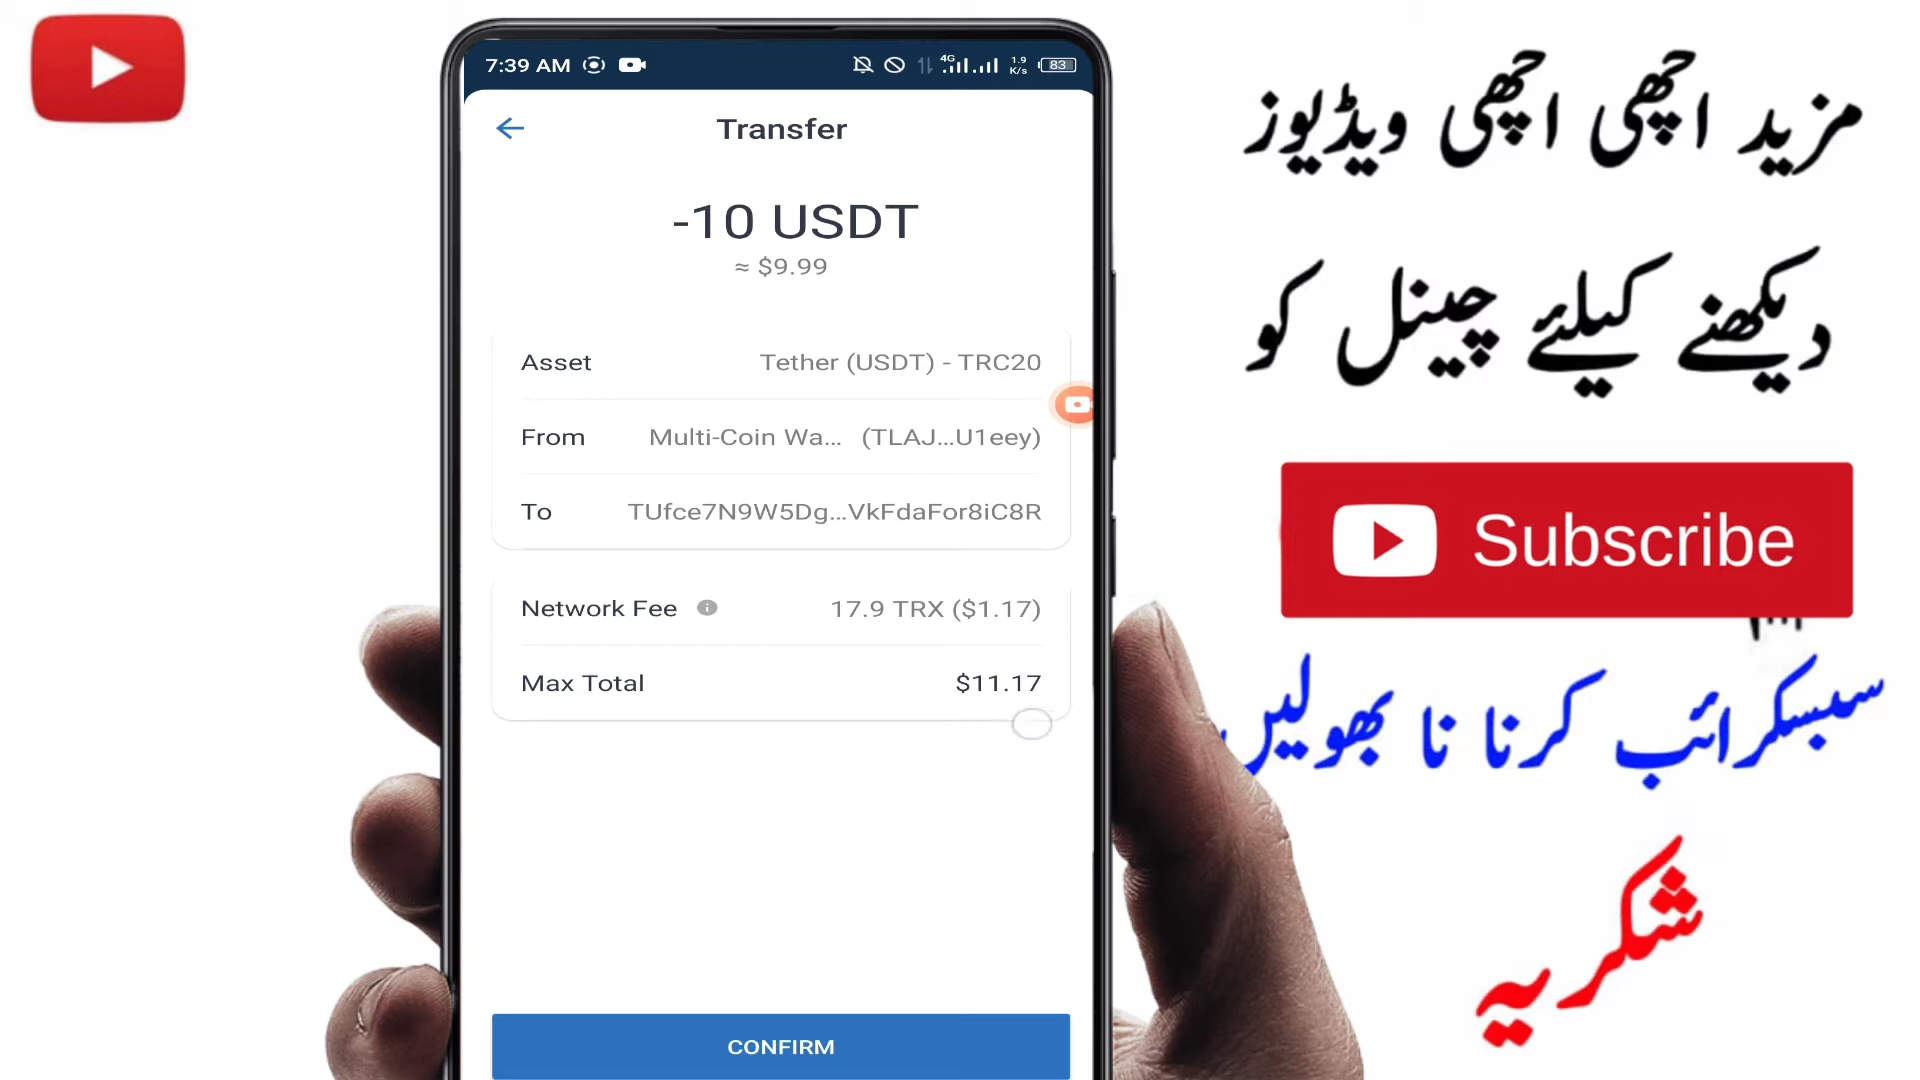 7:39 AM
4G
1.9 K/s
83
Transfer
-10 USDT
≈ $9.99
Asset Tether (USDT) - TRC20
From Multi-Coin Wa... (TLAJ...U1eey)
To TUfce7N9W5Dg...VkFdaFor8iC8R
Network Fee 17.9 TRX ($1.17)
Max Total $11.17
CONFIRM
مزید اچھی اچھی ویڈیوز
دیکھنے کیلئے چینل کو
Subscribe
سبسکرائب کرنا نا بھولیں
شکریہ